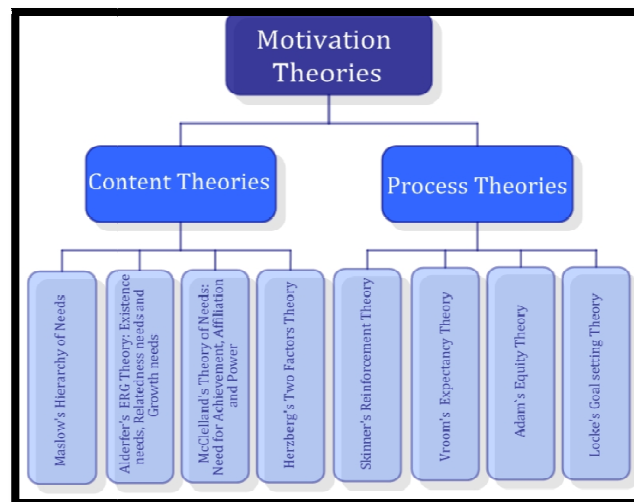 Motivation
Theories
Content Theories
Process Theories
Maslow's Hierarchy of Needs
Alderfer's ERG Theory: Existence
needs, Relatedness needs and
Growth needs
McClelland's Theory of Needs:
Need for Achievement, Affiliation
and Power
Herzberg's Two Factors Theory
Skinner's Reinforcement Theory
Vroom's Expectancy Theory
Adam's Equity Theory
Locke's Goal setting Theory